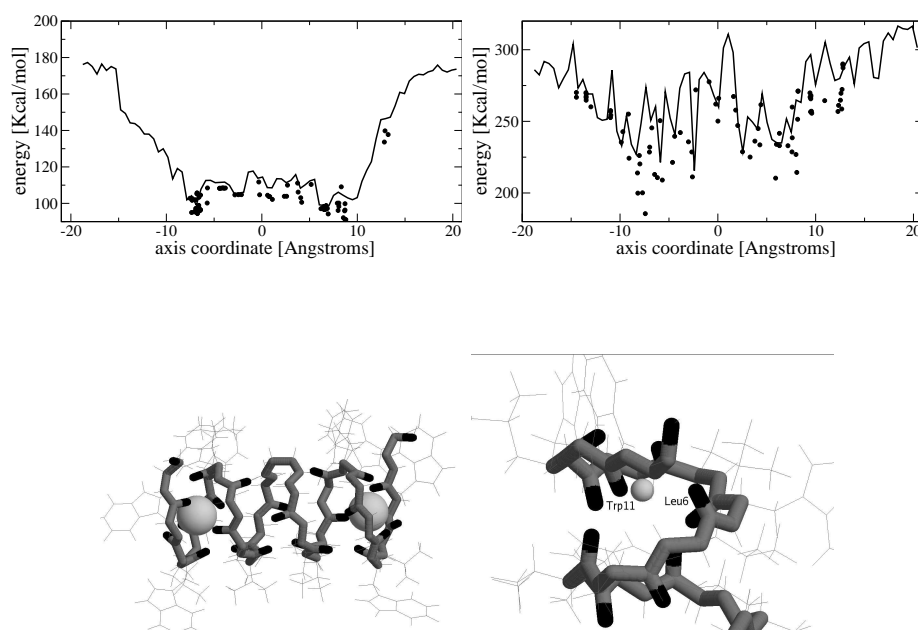 200
180
160
140
120
100
energy [Kcal/mol]
-20 -10 0 10 20
axis coordinate [Angstroms]
300
250
200
energy [Kcal/mol]
-20 -10 0 10 20
axis coordinate [Angstroms]
Trp11 Leu6